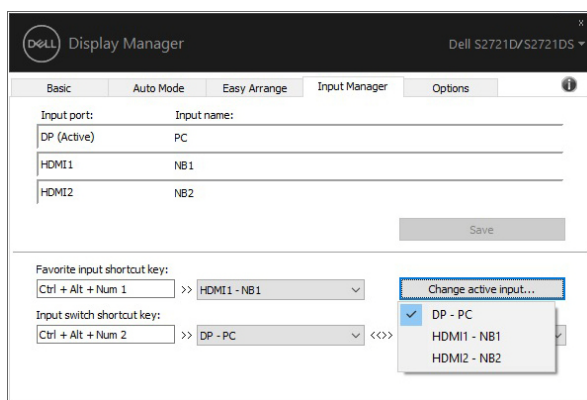 DELL Display Manager Dell S2721D/S2721DS
Basic Auto Mode Easy Arrange Input Manager Options
Input port: Input name:
DP (Active) PC
HDMI1 NB1
HDMI2 NB2
Save
Favorite input shortcut key:
Ctrl + Alt + Num 1 >> HDMI1 - NB1 Change active input...
Input switch shortcut key:
Ctrl + Alt + Num 2 >> DP - PC <<>>
DP - PC
HDMI1 - NB1
HDMI2 - NB2